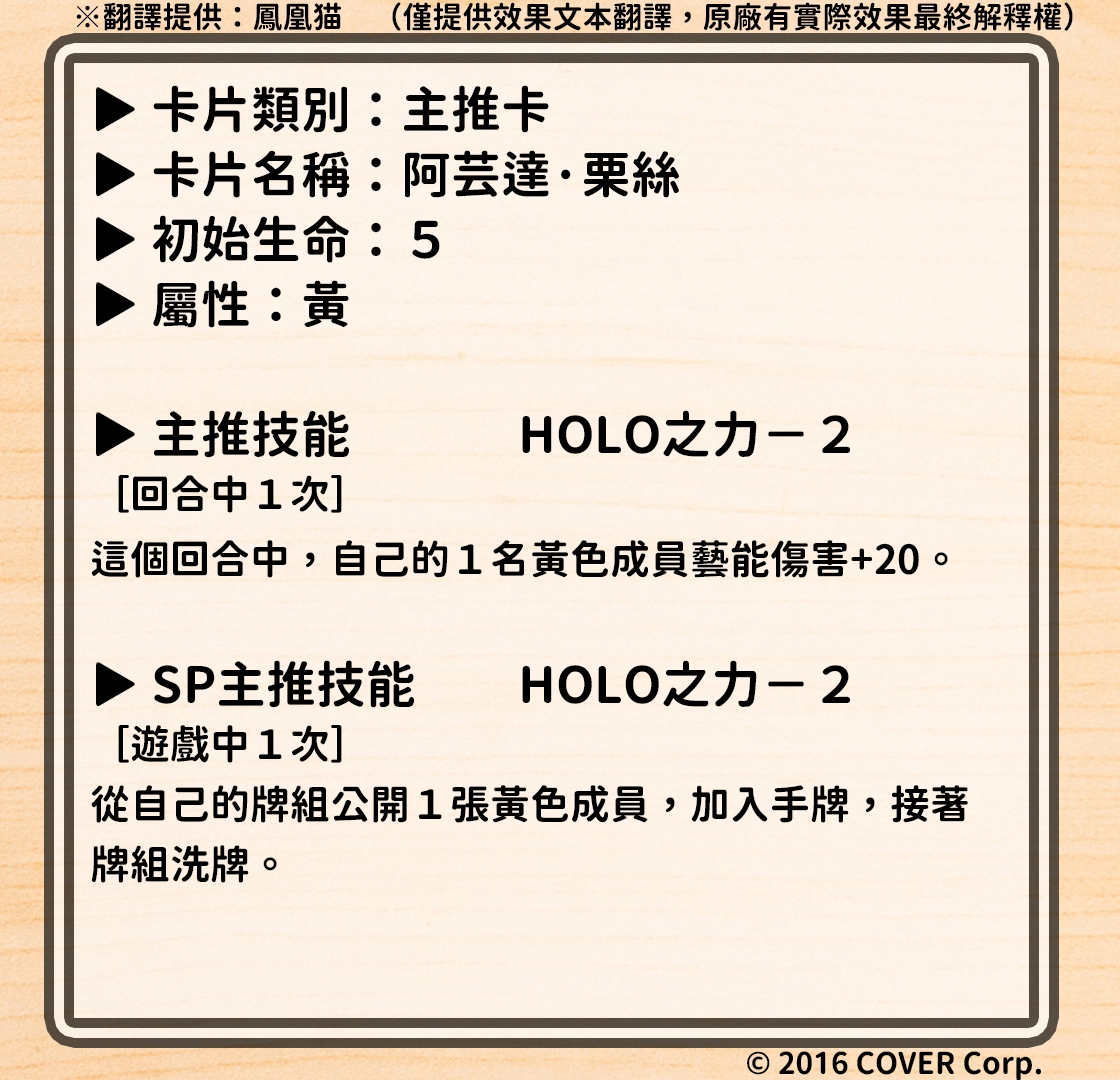 ※翻譯提供：鳳凰猫　（僅提供效果文本翻譯，原廠有實際效果最終解釋權）
▶ 卡片類別：主推卡
▶ 卡片名稱：阿芸達·栗絲
▶ 初始生命：５
▶ 屬性：黃
▶ 主推技能　HOLO之力－２
［回合中１次］
這個回合中，自己的１名黃色成員藝能傷害+20。
▶ SP主推技能　HOLO之力－２
［遊戲中１次］
從自己的牌組公開１張黃色成員，加入手牌，接著
牌組洗牌。
© 2016 COVER Corp.